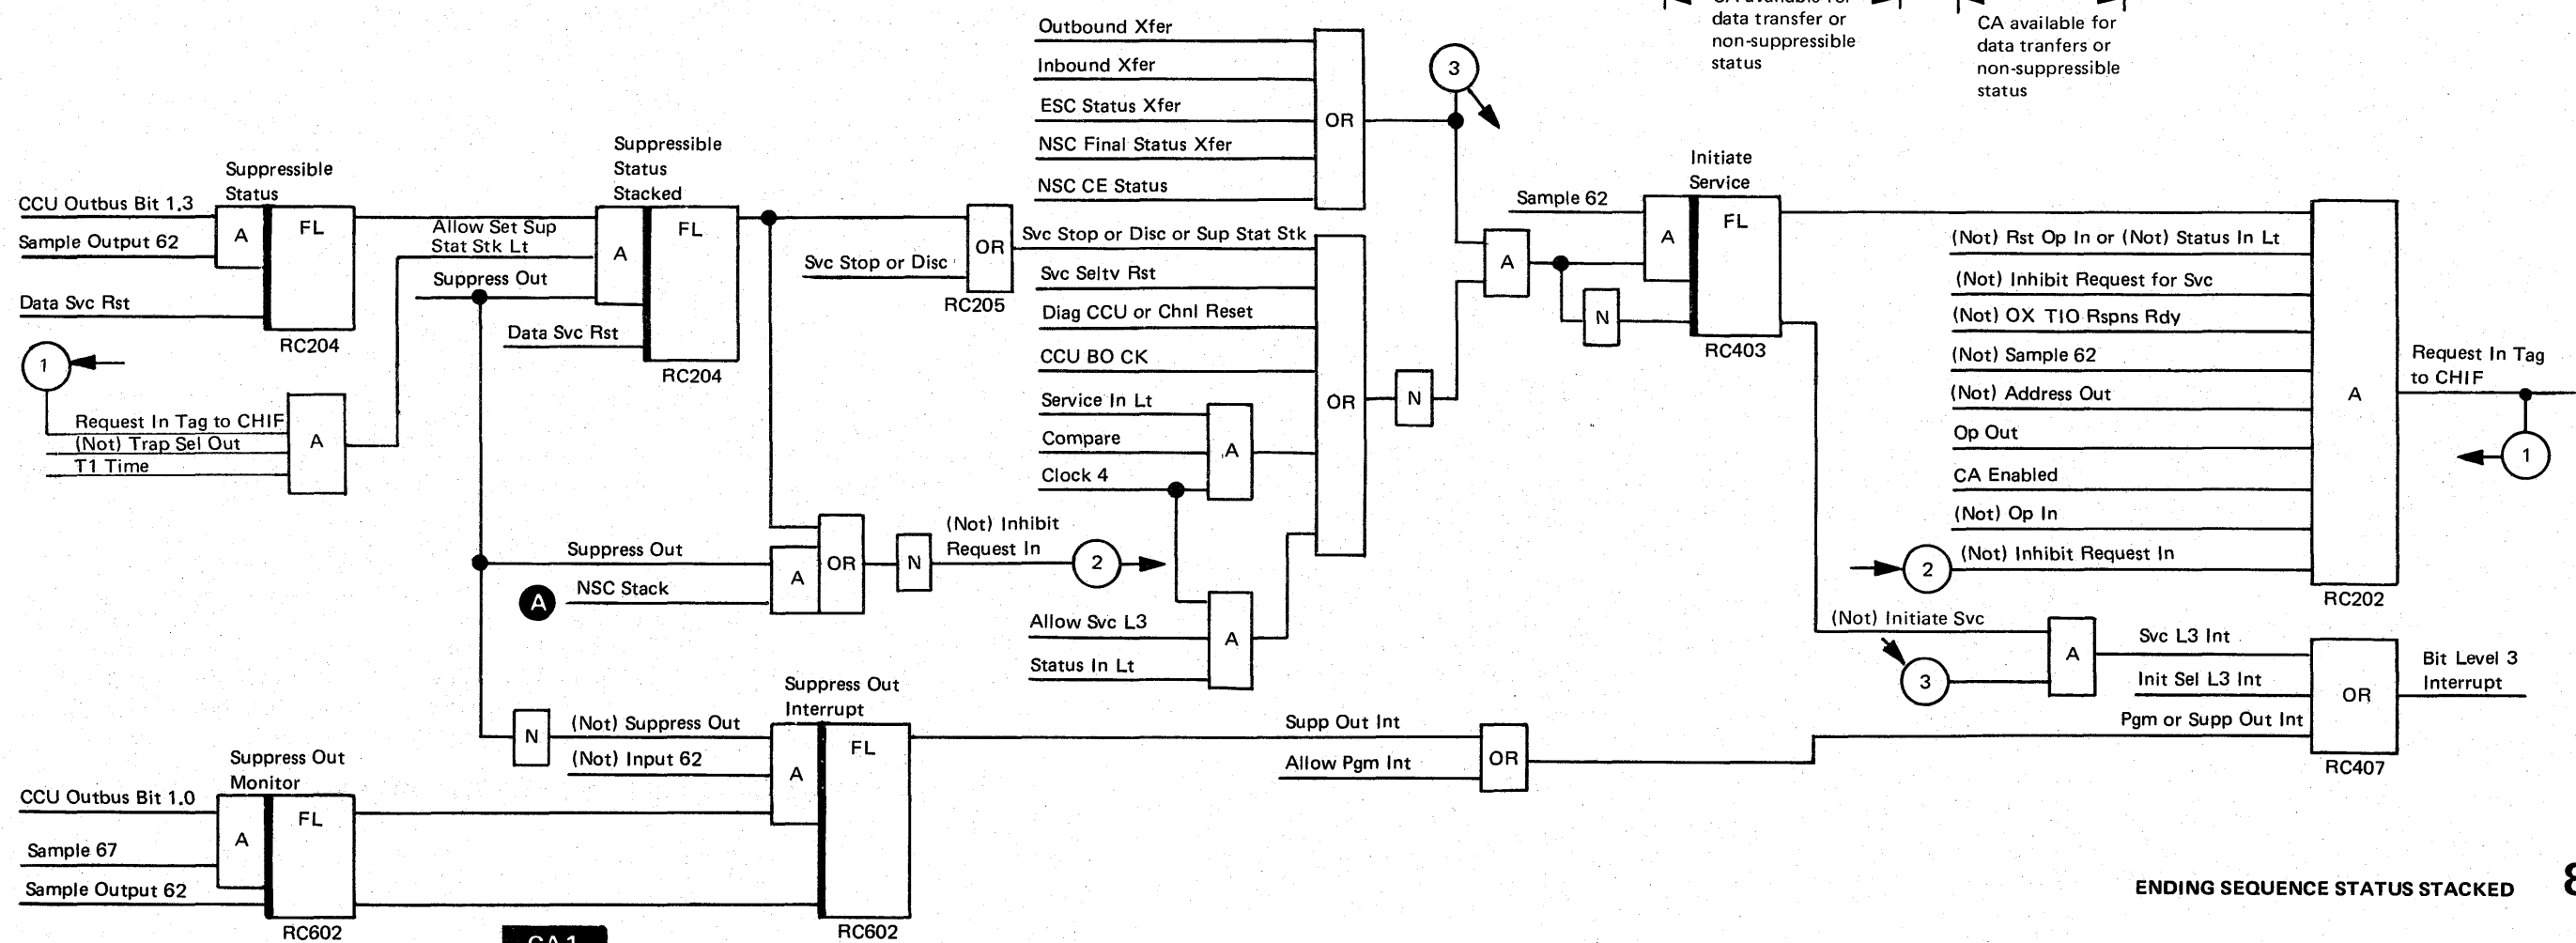 data transfer or
non-suppressible
status
CA available for
data tranfers or
non-suppressible
status
Outbound Xfer
Inbound Xfer
ESC Status Xfer
NSC Final Status Xfer
NSC CE Status
OR
3
Suppressible
Status
CCU Outbus Bit 1.3
Sample Output 62
Data Svc Rst
A
FL
RC204
Suppressible
Status
Stacked
Allow Set Sup
Stat Stk Lt
Suppress Out
Data Svc Rst
A
FL
RC204
1
Request In Tag to CHIF
(Not) Trap Sel Out
T1 Time
A
Svc Stop or Disc
OR
RC205
Svc Stop or Disc or Sup Stat Stk
Svc Seltv Rst
Diag CCU or Chnl Reset
CCU BO CK
Service In Lt
Compare
Clock 4
A
OR
N
A
N
Sample 62
Initiate
Service
A
FL
RC403
(Not) Rst Op In or (Not) Status In Lt
(Not) Inhibit Request for Svc
(Not) OX TIO Rspns Rdy
(Not) Sample 62
(Not) Address Out
Op Out
CA Enabled
(Not) Op In
2
(Not) Inhibit Request In
A
RC202
Request In Tag
to CHIF
1
Suppress Out
A
NSC Stack
A
OR
N
(Not) Inhibit
Request In
2
Allow Svc L3
Status In Lt
A
(Not) Initiate Svc
3
A
Svc L3 Int
Init Sel L3 Int
Pgm or Supp Out Int
OR
RC407
Bit Level 3
Interrupt
N
(Not) Suppress Out
(Not) Input 62
Suppress Out
Interrupt
A
FL
RC602
Supp Out Int
Allow Pgm Int
OR
Suppress Out
Monitor
CCU Outbus Bit 1.0
Sample 67
Sample Output 62
A
FL
RC602
CA1
ENDING SEQUENCE STATUS STACKED